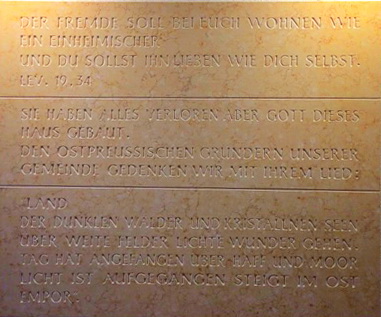 DER FREMDE SOLL BEI EUCH WOHNEN WIE
EIN EINHEIMISCHER
UND DU SOLLST IHN LIEBEN WIE DICH SELBST.
LEV. 19,34
SIE HABEN ALLES VERLOREN ABER GOTT DIESES
HAUS GEBAUT.
DEN OSTPREUSSISCHEN GRÜNDERN UNSERER
GEMEINDE GEDENKEN WIR MIT IHREM LIED:
LAND
DER DUNKLEN WÄLDER UND KRISTALLNEN SEEN
ÜBER WEITE FELDER LICHTE WUNDER GEHEN.
TAG HAT ANGEFANGEN ÜBER HAFF UND MOOR
LICHT IST AUFGEGANGEN STEIGT IM OST
EMPOR.